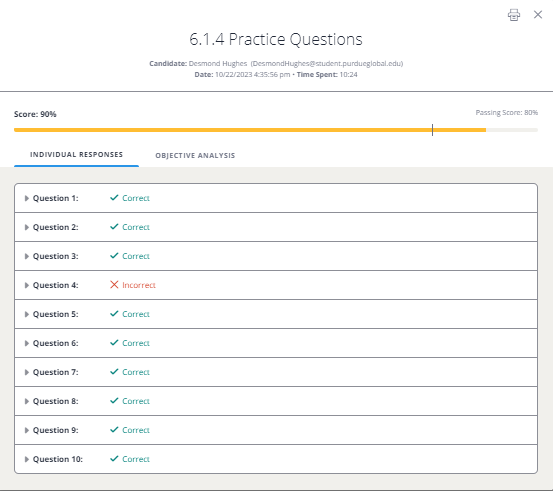 6.1.4 Practice Questions
Candidate: Desmond Hughes (DesmondHughes@student.purdueglobal.edu)
Date: 10/22/2023 4:35:56 pm • Time Spent: 10:24
Score: 90%
Passing Score: 80%
INDIVIDUAL RESPONSES
OBJECTIVE ANALYSIS
Question 1: Correct
Question 2: Correct
Question 3: Correct
Question 4: Incorrect
Question 5: Correct
Question 6: Correct
Question 7: Correct
Question 8: Correct
Question 9: Correct
Question 10: Correct